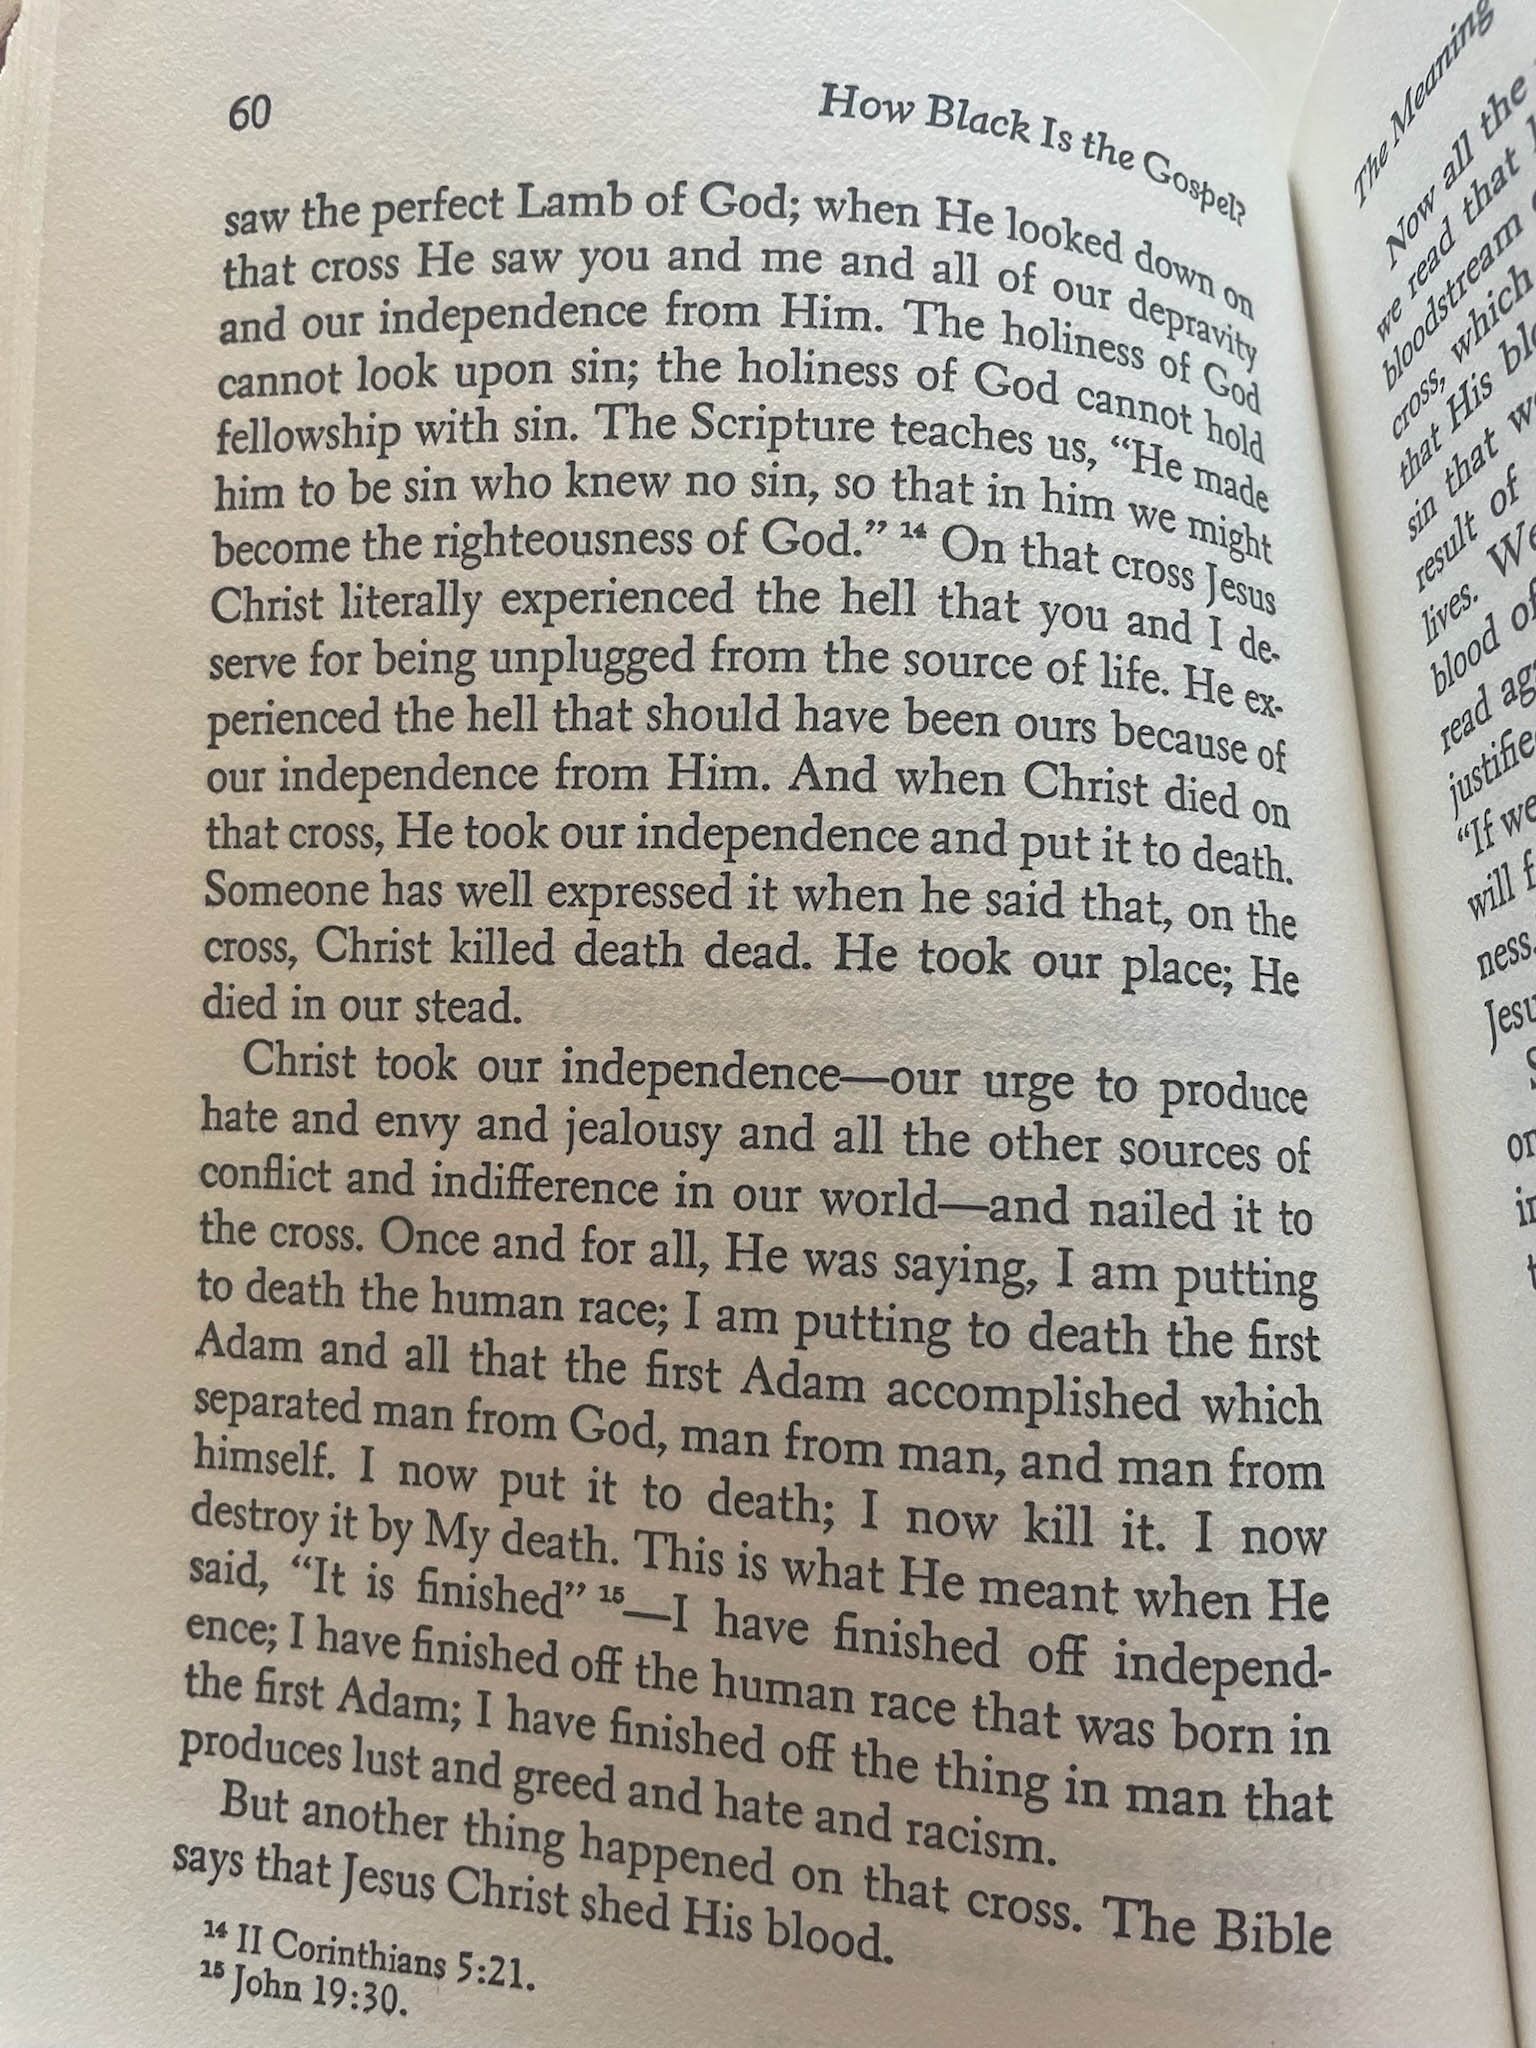 60
How Black Is the Gospel?
saw the perfect Lamb of God; when He looked down on
that cross He saw you and me and all of our depravity
and our independence from Him. The holiness of God
cannot look upon sin; the holiness of God cannot hold
fellowship with sin. The Scripture teaches us, “He made
him to be sin who knew no sin, so that in him we might
become the righteousness of God.” ¹⁴ On that cross Jesus
Christ literally experienced the hell that you and I de-
serve for being unplugged from the source of life. He ex-
perienced the hell that should have been ours because of
our independence from Him. And when Christ died on
that cross, He took our independence and put it to death.
Someone has well expressed it when he said that, on the
cross, Christ killed death dead. He took our place; He
died in our stead.
Christ took our independence—our urge to produce
hate and envy and jealousy and all the other sources of
conflict and indifference in our world—and nailed it to
the cross. Once and for all, He was saying, I am putting
to death the human race; I am putting to death the first
Adam and all that the first Adam accomplished which
separated man from God, man from man, and man from
himself. I now put it to death; I now kill it. I now
destroy it by My death. This is what He meant when He
said, “It is finished” ¹⁵—I have finished off independ-
ence; I have finished off the human race that was born in
the first Adam; I have finished off the thing in man that
produces lust and greed and hate and racism.
But another thing happened on that cross. The Bible
says that Jesus Christ shed His blood.
¹⁴ II Corinthians 5:21.
¹⁵ John 19:30.
The Meaning
Now all the
we read that
bloodstream
cross, which
that His
sin that
result of
lives.
blood of
read

“If we
will